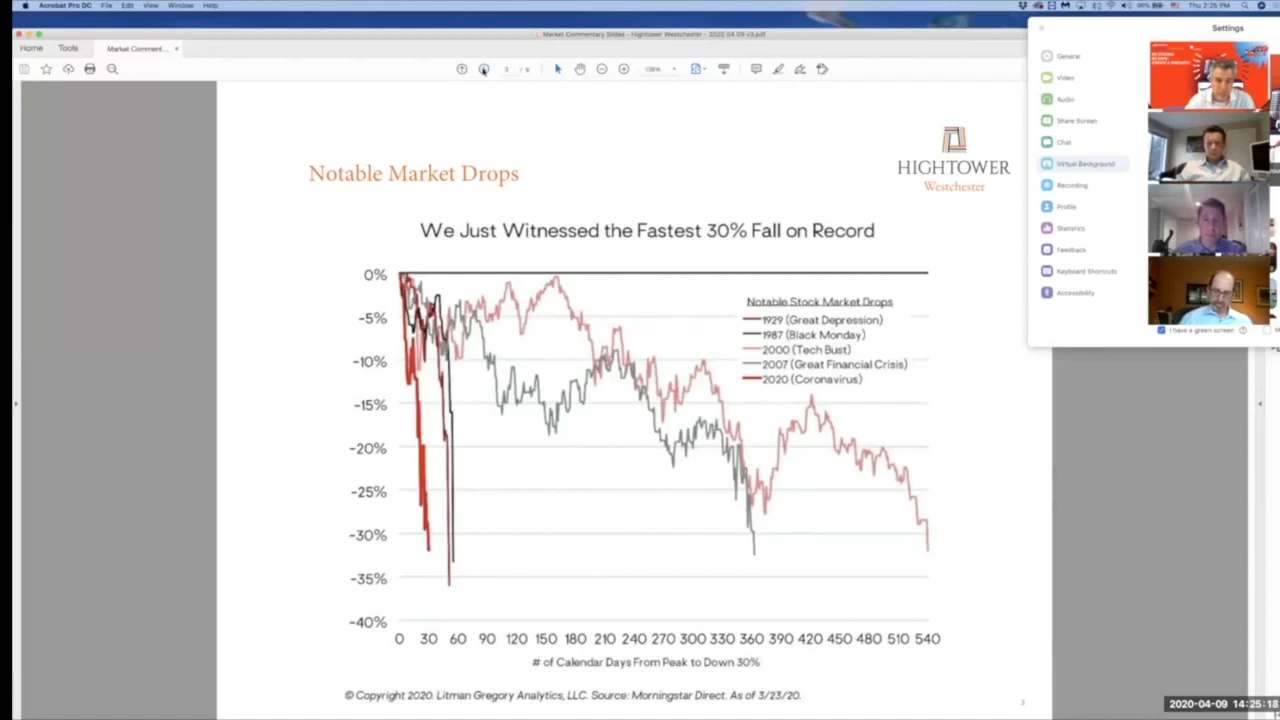 Acrobat Pro DC File Edit View Window Help
Thu 2:25 PM
Market Commentary Slides - Hightower Westchester - 2020 04 09 v3.pdf
Home Tools Market Comment... ×
3 / 8
Settings
General
Video
Audio
Share Screen
Chat
Virtual Background
Recording
Profile
Statistics
Feedback
Keyboard Shortcuts
Accessibility
I have a green screen
HIGHTOWER
Westchester
Notable Market Drops
We Just Witnessed the Fastest 30% Fall on Record
0%
-5%
-10%
-15%
-20%
-25%
-30%
-35%
-40%
Notable Stock Market Drops
1929 (Great Depression)
1987 (Black Monday)
2000 (Tech Bust)
2007 (Great Financial Crisis)
2020 (Coronavirus)
0 30 60 90 120 150 180 210 240 270 300 330 360 390 420 450 480 510 540
# of Calendar Days From Peak to Down 30%
© Copyright 2020. Litman Gregory Analytics, LLC. Source: Morningstar Direct. As of 3/23/20.
3
2020-04-09 14:25:18